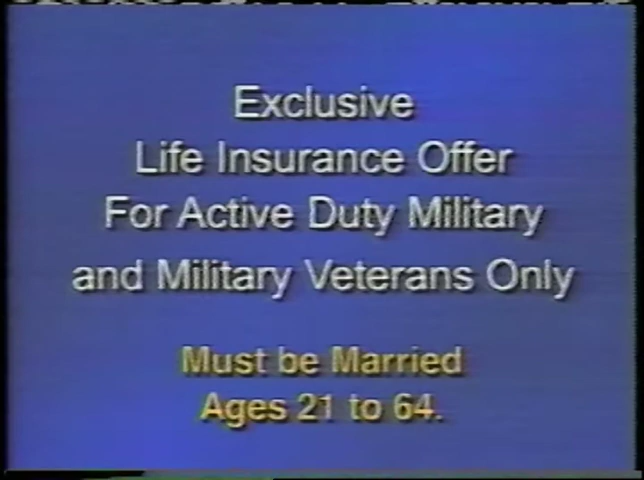 Exclusive
Life Insurance Offer
For Active Duty Military
and Military Veterans Only
Must be Married
Ages 21 to 64.